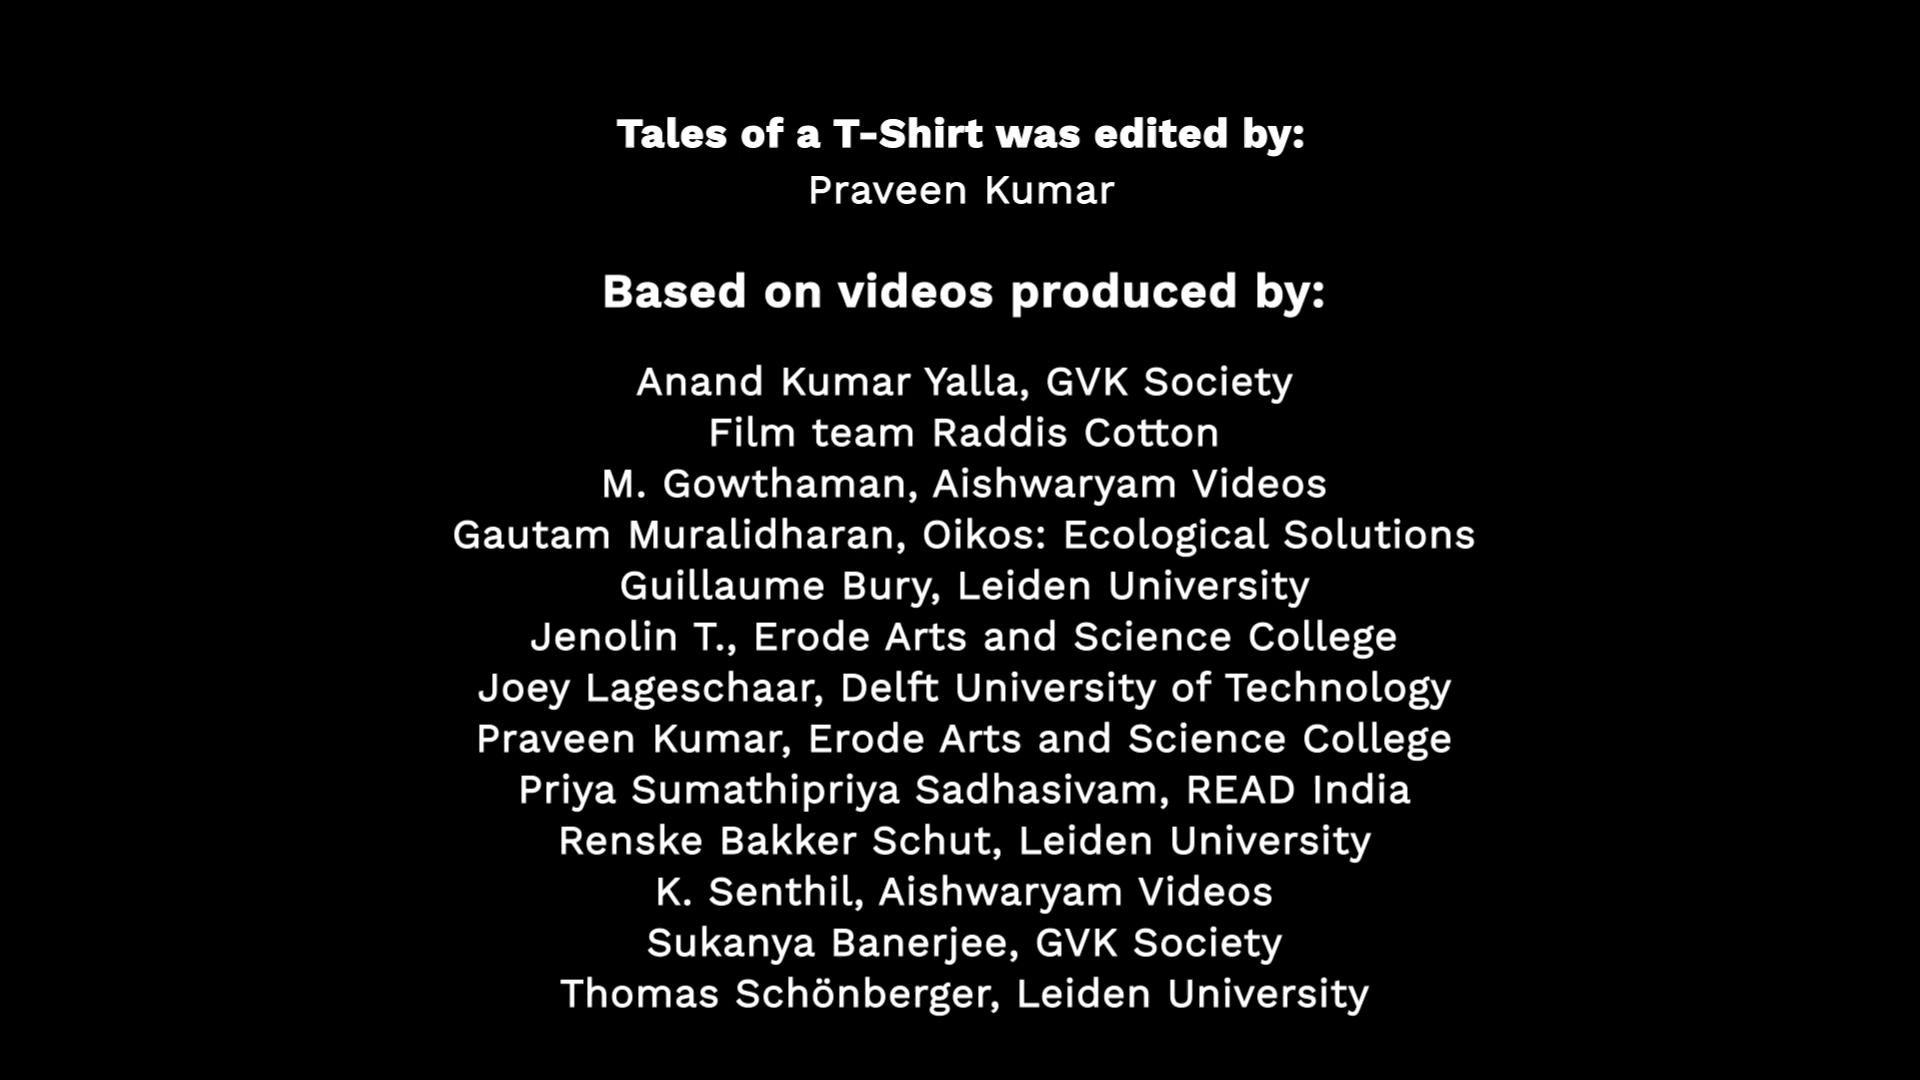 Tales of a T-Shirt was edited by:
Praveen Kumar
Based on videos produced by:
Anand Kumar Yalla, GVK Society
Film team Raddis Cotton
M. Gowthaman, Aishwaryam Videos
Gautam Muralidharan, Oikos: Ecological Solutions
Guillaume Bury, Leiden University
Jenolin T., Erode Arts and Science College
Joey Lageschaar, Delft University of Technology
Praveen Kumar, Erode Arts and Science College
Priya Sumathipriya Sadhasivam, READ India
Renske Bakker Schut, Leiden University
K. Senthil, Aishwaryam Videos
Sukanya Banerjee, GVK Society
Thomas Schönberger, Leiden University